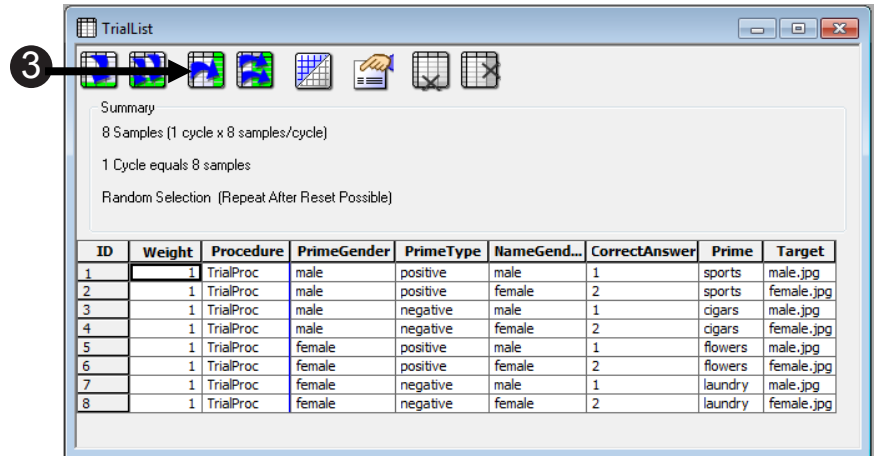 TrialList
3
Summary
8 Samples (1 cycle x 8 samples/cycle)
1 Cycle equals 8 samples
Random Selection (Repeat After Reset Possible)
ID Weight Procedure PrimeGender PrimeType NameGend... CorrectAnswer Prime Target
1 1 TrialProc male positive male 1 sports male.jpg
2 1 TrialProc male positive female 2 sports female.jpg
3 1 TrialProc male negative male 1 cigars male.jpg
4 1 TrialProc male negative female 2 cigars female.jpg
5 1 TrialProc female positive male 1 flowers male.jpg
6 1 TrialProc female positive female 2 flowers female.jpg
7 1 TrialProc female negative male 1 laundry male.jpg
8 1 TrialProc female negative female 2 laundry female.jpg